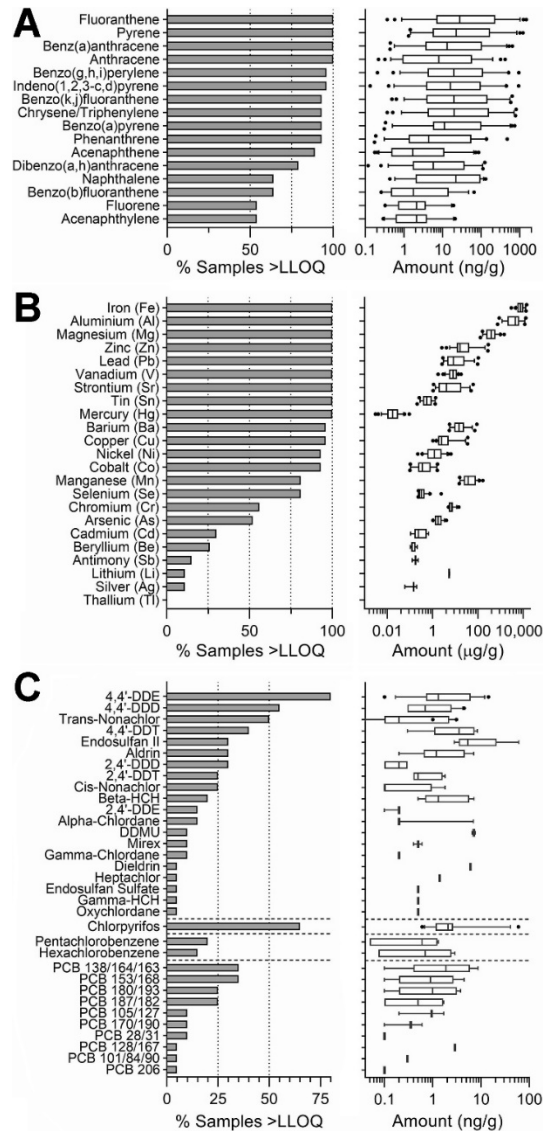 A
Fluoranthene
Pyrene
Benz(a)anthracene
Anthracene
Benzo(g,h,i)perylene
Indeno(1,2,3-c,d)pyrene
Benzo(k,j)fluoranthene
Chrysene/Triphenylene
Benzo(a)pyrene
Phenanthrene
Acenaphthene
Dibenzo(a,h)anthracene
Naphthalene
Benzo(b)fluoranthene
Fluorene
Acenaphthylene
0 25 50 75 100
% Samples >LLOQ
0.1 1 10 100 1000
Amount (ng/g)
B
Iron (Fe)
Aluminium (Al)
Magnesium (Mg)
Zinc (Zn)
Lead (Pb)
Vanadium (V)
Strontium (Sr)
Tin (Sn)
Mercury (Hg)
Barium (Ba)
Copper (Cu)
Nickel (Ni)
Cobalt (Co)
Manganese (Mn)
Selenium (Se)
Chromium (Cr)
Arsenic (As)
Cadmium (Cd)
Beryllium (Be)
Antimony (Sb)
Lithium (Li)
Silver (Ag)
Thallium (Tl)
0 25 50 75 100
% Samples >LLOQ
0.01 1 100 10,000
Amount (µg/g)
C
4,4'-DDE
4,4'-DDD
Trans-Nonachlor
4,4'-DDT
Endosulfan II
Aldrin
2,4'-DDD
2,4'-DDT
Cis-Nonachlor
Beta-HCH
2,4'-DDE
Alpha-Chlordane
DDMU
Mirex
Gamma-Chlordane
Dieldrin
Heptachlor
Endosulfan Sulfate
Gamma-HCH
Oxychlordane
Chlorpyrifos
Pentachlorobenzene
Hexachlorobenzene
PCB 138/164/163
PCB 153/168
PCB 180/193
PCB 187/182
PCB 105/127
PCB 170/190
PCB 28/31
PCB 128/167
PCB 101/84/90
PCB 206
0 25 50 75
% Samples >LLOQ
0.1 1 10 100
Amount (ng/g)